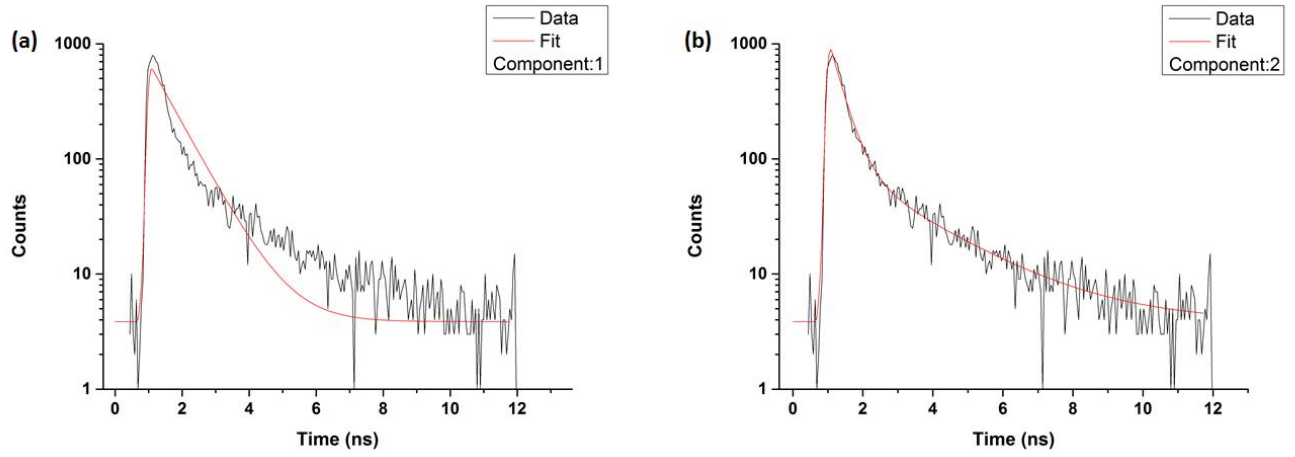 (a)
Data
Fit
Component:1
1000
100
10
1
Counts
0 2 4 6 8 10 12
Time (ns)
(b)
Data
Fit
Component:2
1000
100
10
1
Counts
0 2 4 6 8 10 12
Time (ns)